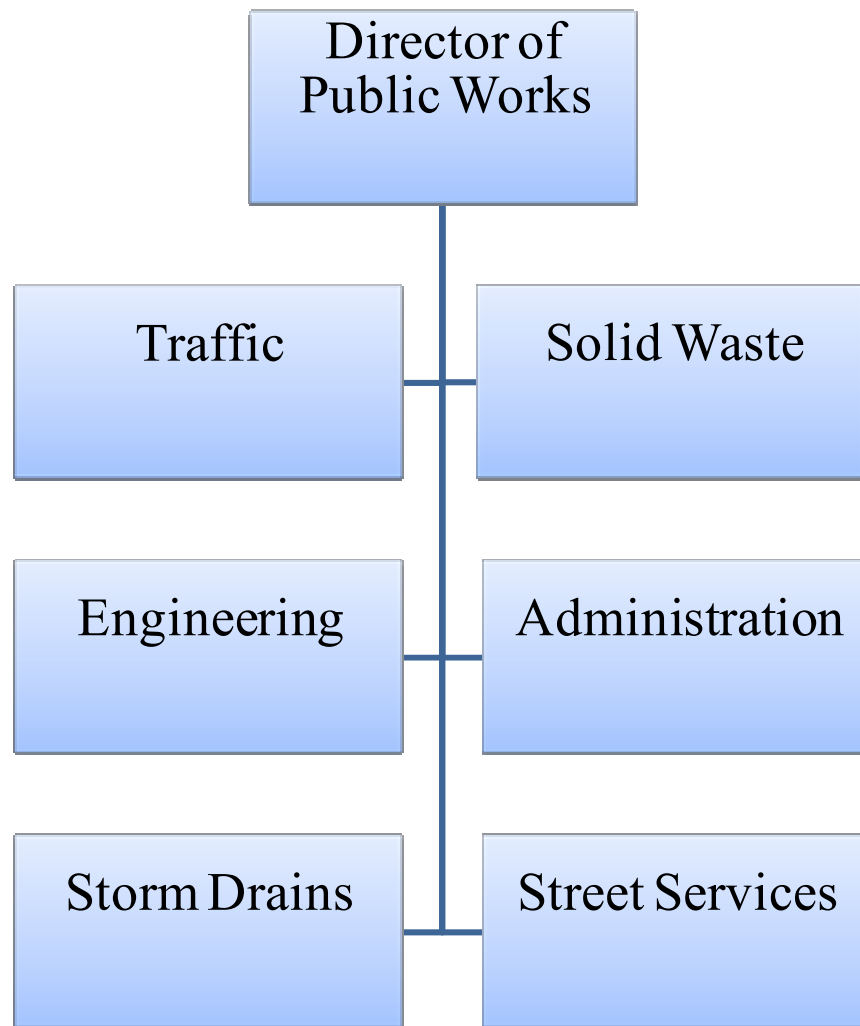 Director of
Public Works
Traffic
Solid Waste
Engineering
Administration
Storm Drains
Street Services